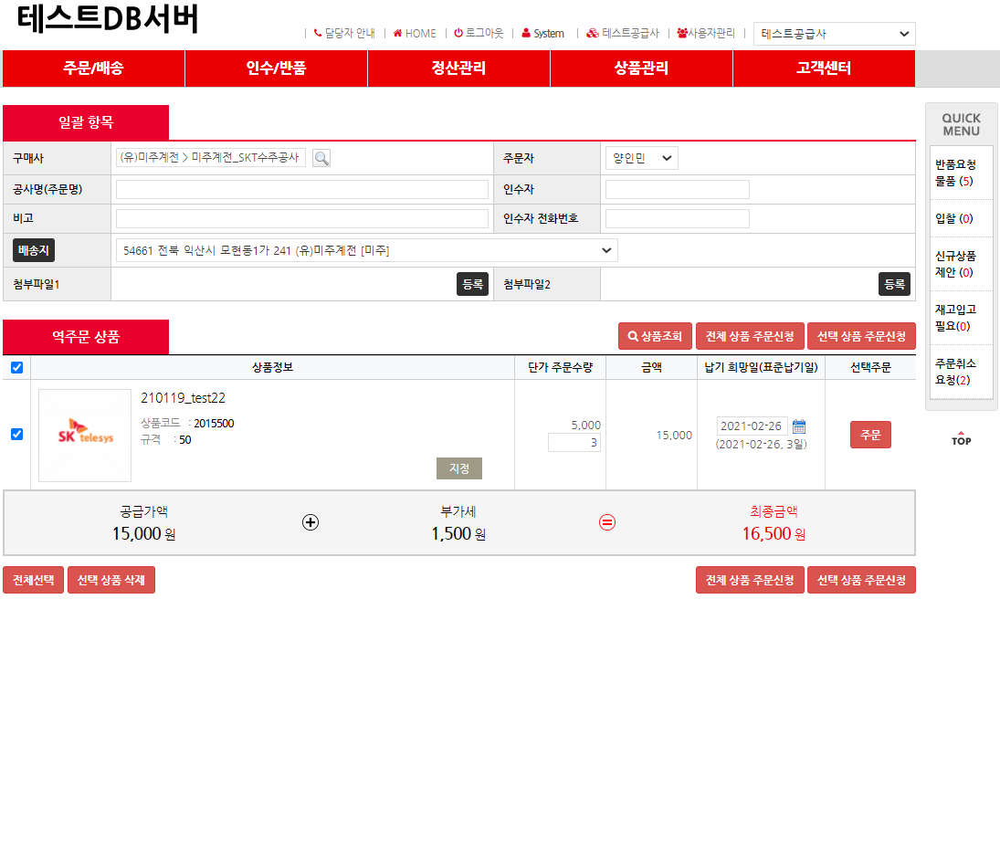 테스트DB서버
담당자 안내 HOME 로그아웃 System 테스트공급사 사용자관리 테스트공급사
주문/배송 인수/반품 정산관리 상품관리 고객센터
일괄 항목
구매사 (유)미주계전 > 미주계전_SKT수주공사 주문자 양인민
공사명(주문명) 인수자
비고 인수자 전화번호
배송지 54661 전북 익산시 모현동1가 241 (유)미주계전 [미주]
첨부파일1 등록 첨부파일2 등록
역주문 상품 상품조회 전체 상품 주문신청 선택 상품 주문신청
상품정보 단가 주문수량 금액 납기 희망일(표준납기일) 선택주문
210119_test22
SK telesys
상품코드 : 2015500
규격 : 50
지정
5,000
3
15,000
2021-02-26
(2021-02-26, 3일)
주문
공급가액 부가세 최종금액
15,000 원 1,500 원 16,500 원
전체선택 선택 상품 삭제 전체 상품 주문신청 선택 상품 주문신청
QUICK
MENU
반품요청
물품 (5)
입찰 (0)
신규상품
제안 (0)
재고입고
필요(0)
주문취소
요청(2)
TOP